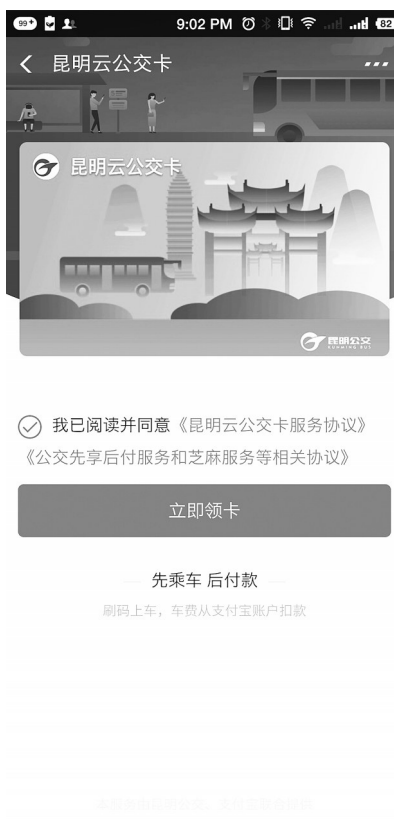 99+ 9:02 PM 82
昆明云公交卡
昆明云公交卡
昆明公交
KUNMING BUS
我已阅读并同意《昆明云公交卡服务协议》
《公交先享后付服务和芝麻服务等相关协议》
立即领卡
先乘车 后付款
刷码上车，车费从支付宝账户扣款